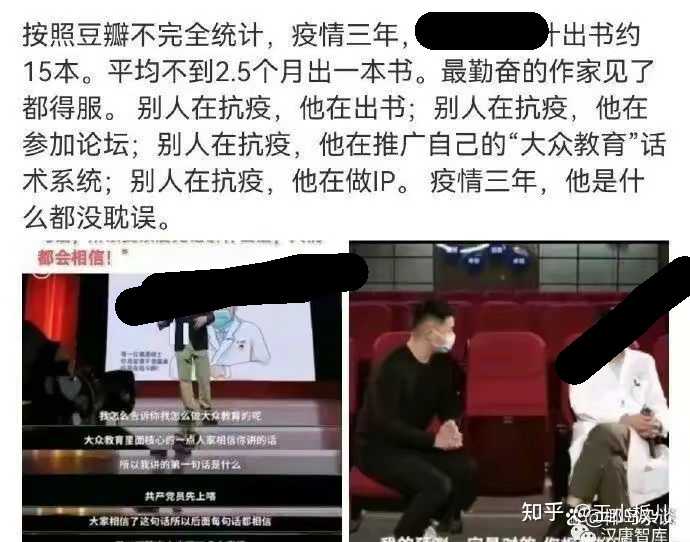 按照豆瓣不完全统计，疫情三年，
出书约
15本。平均不到2.5个月出一本书。最勤奋的作家见了
都得服。 别人在抗疫，他在出书；别人在抗疫，他在
参加论坛；别人在抗疫，他在推广自己的“大众教育”话
术系统；别人在抗疫，他在做IP。 疫情三年，他是什
么都没耽误。
都会相信！
我怎么告诉你我怎么做大众教育的呢
大众教育里面核心的一点人家相信你讲的话
所以我讲的第一句话是什么
共产党员先上咯
大家相信了这句话所以后面每句话都相信
知乎
汉唐智库